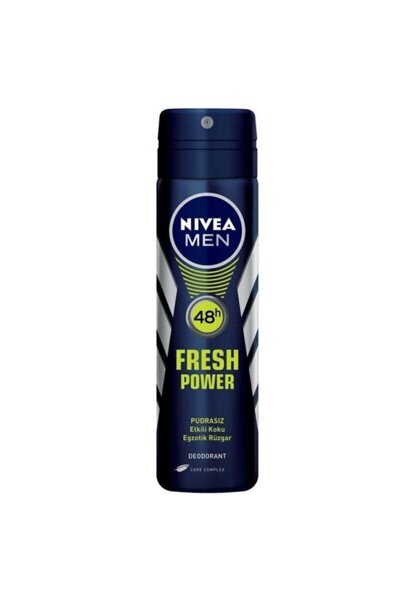 NIVEA
MEN
48h
FRESH
POWER
PUDRASIZ
Etkili Koku
Egzotik Rüzgar
DEODORANT
CARE COMPLEX